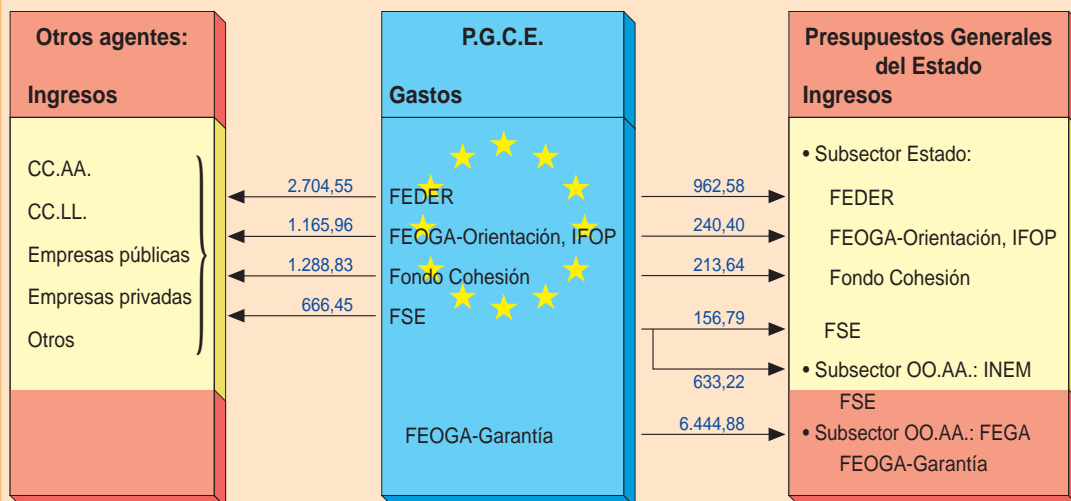 Otros agentes:
Ingresos
CC.AA.
CC.LL.
Empresas públicas
Empresas privadas
Otros
2.704,55
1.165,96
1.288,83
666,45
P.G.C.E.
Gastos
FEDER
FEOGA-Orientación, IFOP
Fondo Cohesión
FSE
FEOGA-Garantía
962,58
240,40
213,64
156,79
633,22
6.444,88
Presupuestos Generales
del Estado
Ingresos
• Subsector Estado:
FEDER
FEOGA-Orientación, IFOP
Fondo Cohesión
FSE
• Subsector OO.AA.: INEM
FSE
• Subsector OO.AA.: FEGA
FEOGA-Garantía